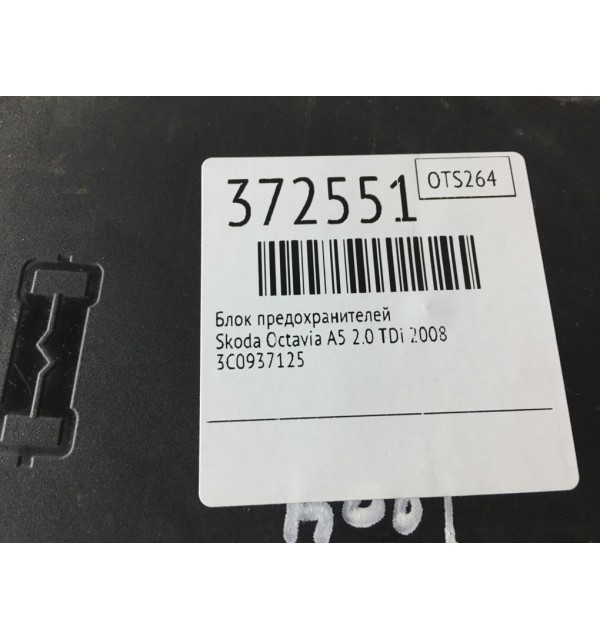 372551
OTS264
Блок предохранителей
Skoda Octavia A5 2.0 TDi 2008
3C0937125